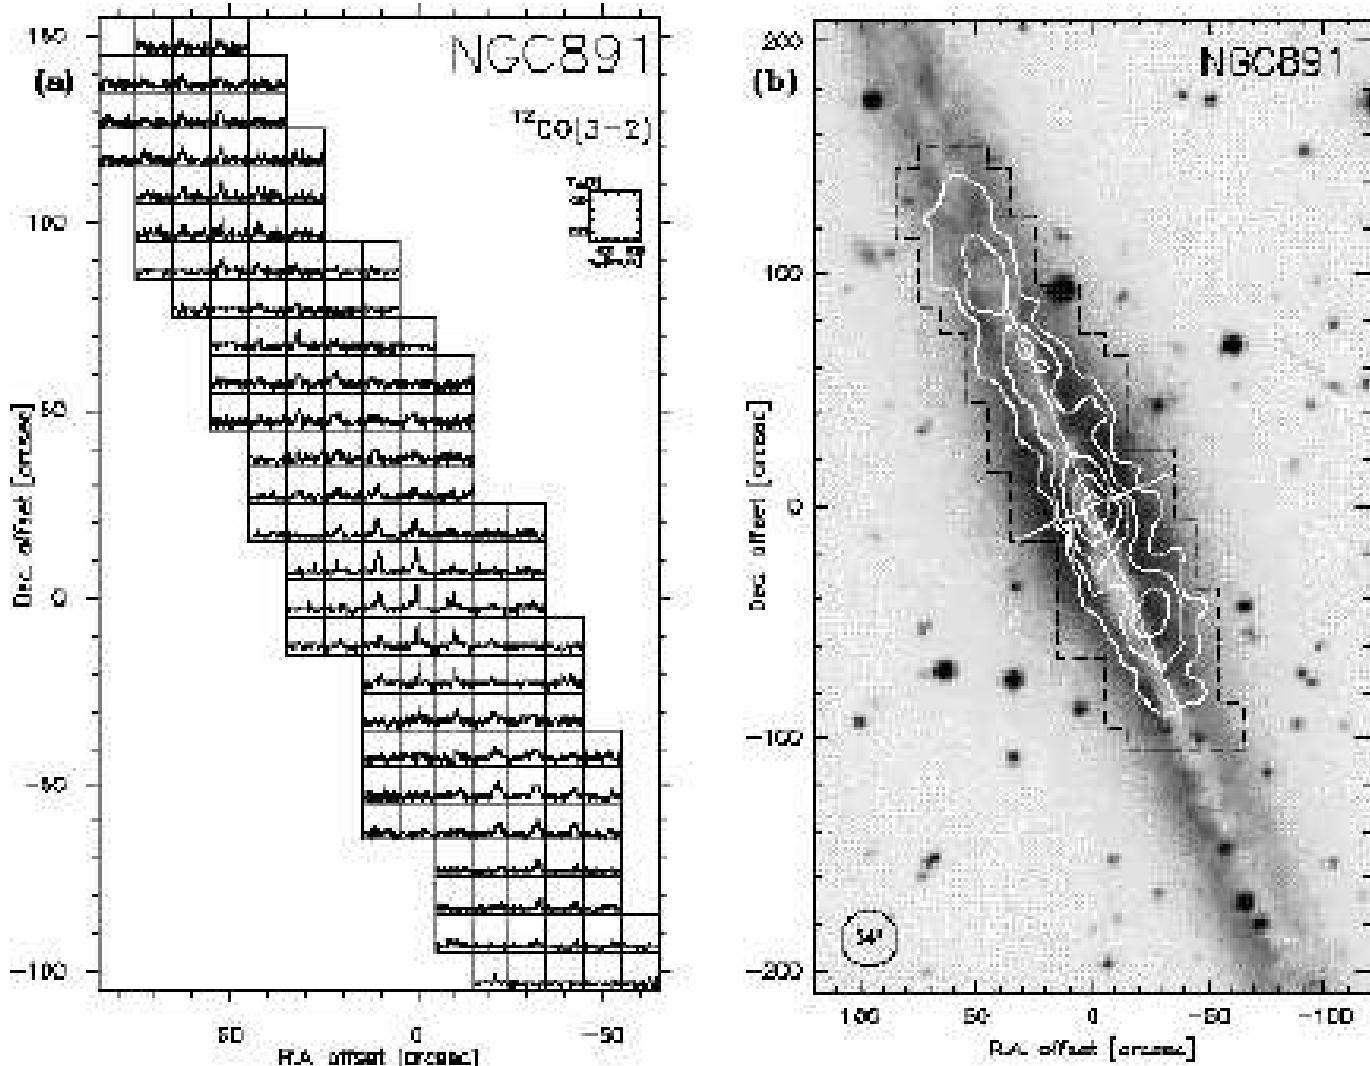 (a)
NGC891
12CO(3-2)
150
100
50
0
-50
-100
Dec. offset [arcsec]
50 0 -50
R.A. offset [arcsec]
(b)
NGC891
200
100
0
-100
-200
Dec. offset [arcsec]
24"
100 50 0 -50 -100
R.A. offset [arcsec]